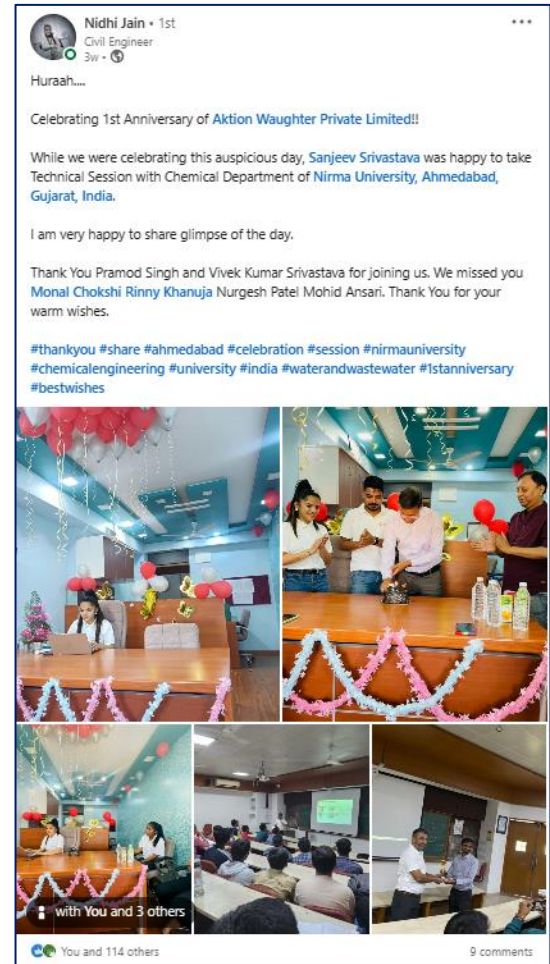 Nidhi Jain • 1st
Civil Engineer
3w •
Huraah....
Celebrating 1st Anniversary of Aktion Waughter Private Limited!!
While we were celebrating this auspicious day, Sanjeev Srivastava was happy to take
Technical Session with Chemical Department of Nirma University, Ahmedabad,
Gujarat, India.
I am very happy to share glimpse of the day.
Thank You Pramod Singh and Vivek Kumar Srivastava for joining us. We missed you
Monal Chokshi Rinny Khanuja Nurgesh Patel Mohid Ansari. Thank You for your
warm wishes.
#thankyou #share #ahmedabad #celebration #session #nirmauniversity
#chemicalengineering #university #india #waterandwastewater #1stanniversary
#bestwishes
with You and 3 others
You and 114 others
9 comments